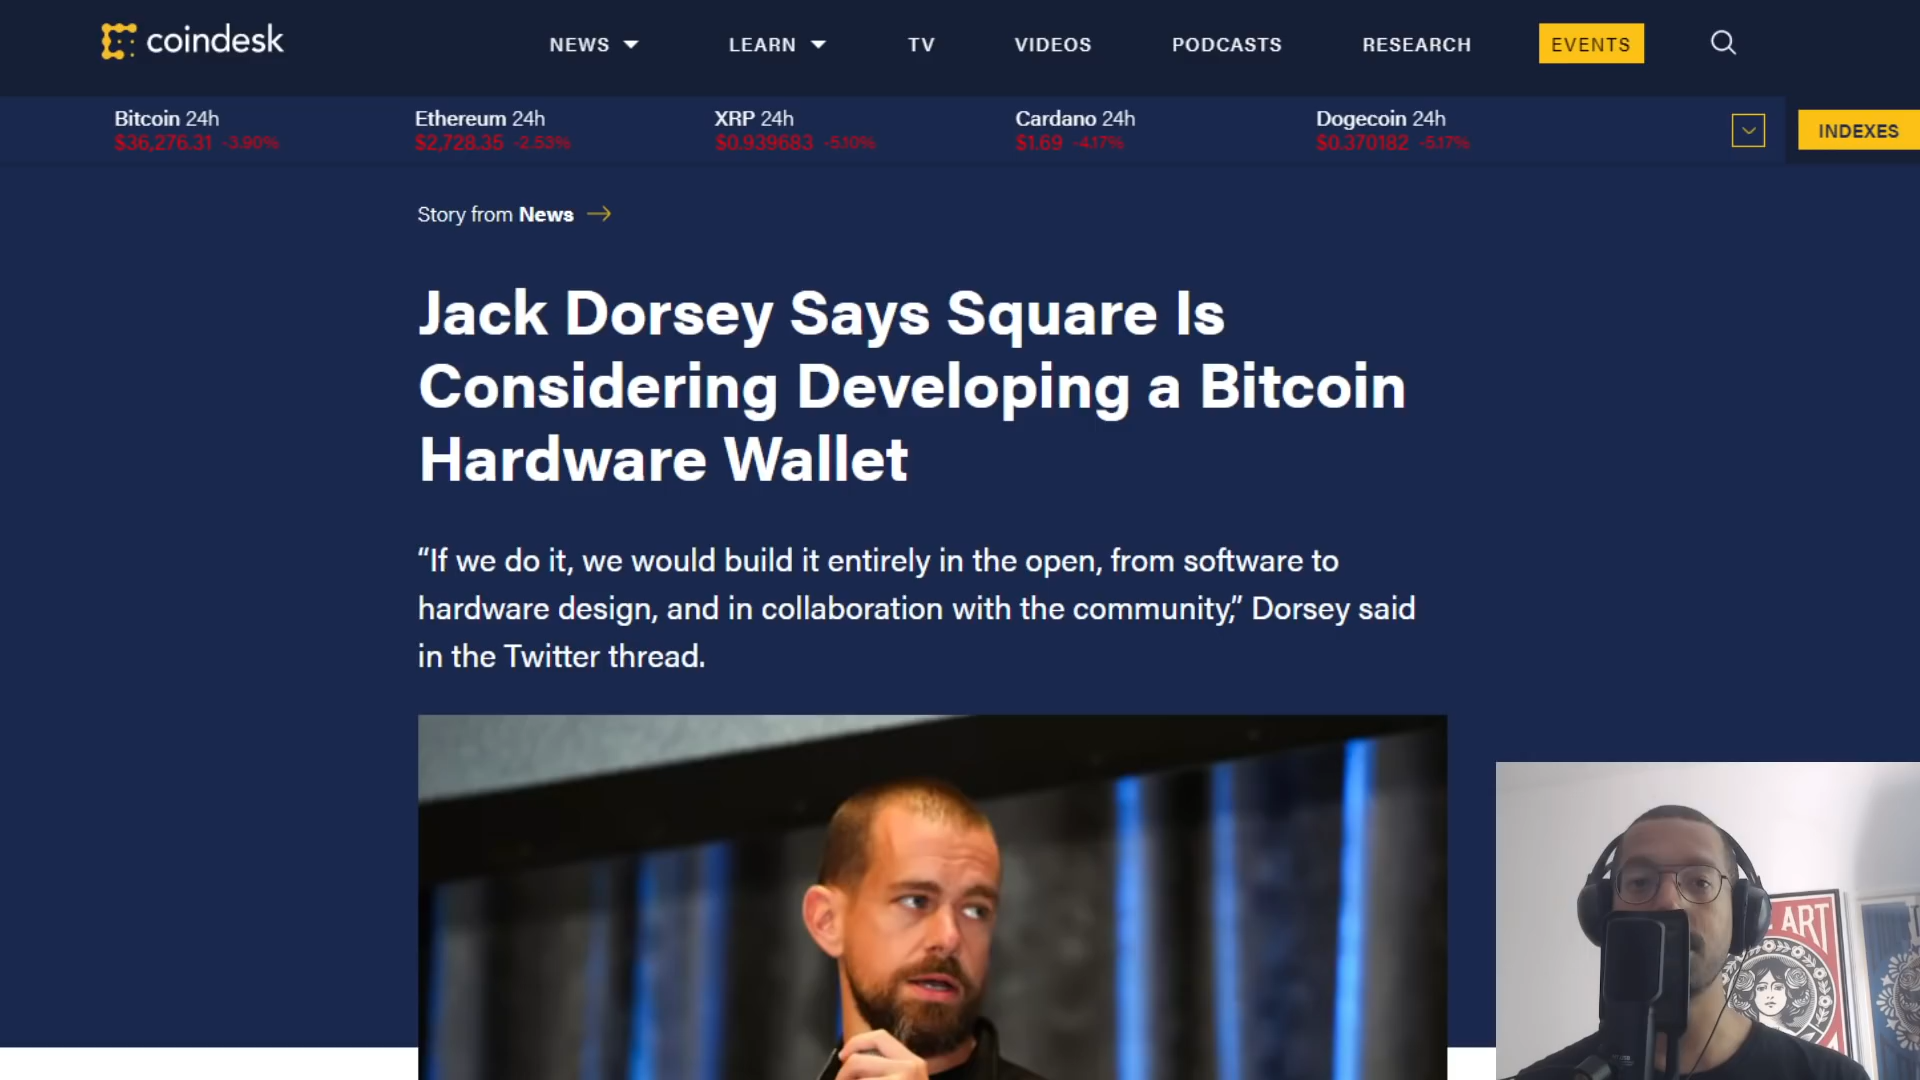 coindesk
NEWS
LEARN
TV
VIDEOS
PODCASTS
RESEARCH
EVENTS
Bitcoin 24h
$36,276.31 -3.90%
Ethereum 24h
$2,728.35 -2.53%
XRP 24h
$0.939683 -5.10%
Cardano 24h
$1.69 -4.17%
Dogecoin 24h
$0.370182 -5.17%
INDEXES
Story from News
Jack Dorsey Says Square Is
Considering Developing a Bitcoin
Hardware Wallet
“If we do it, we would build it entirely in the open, from software to
hardware design, and in collaboration with the community,” Dorsey said
in the Twitter thread.
ART